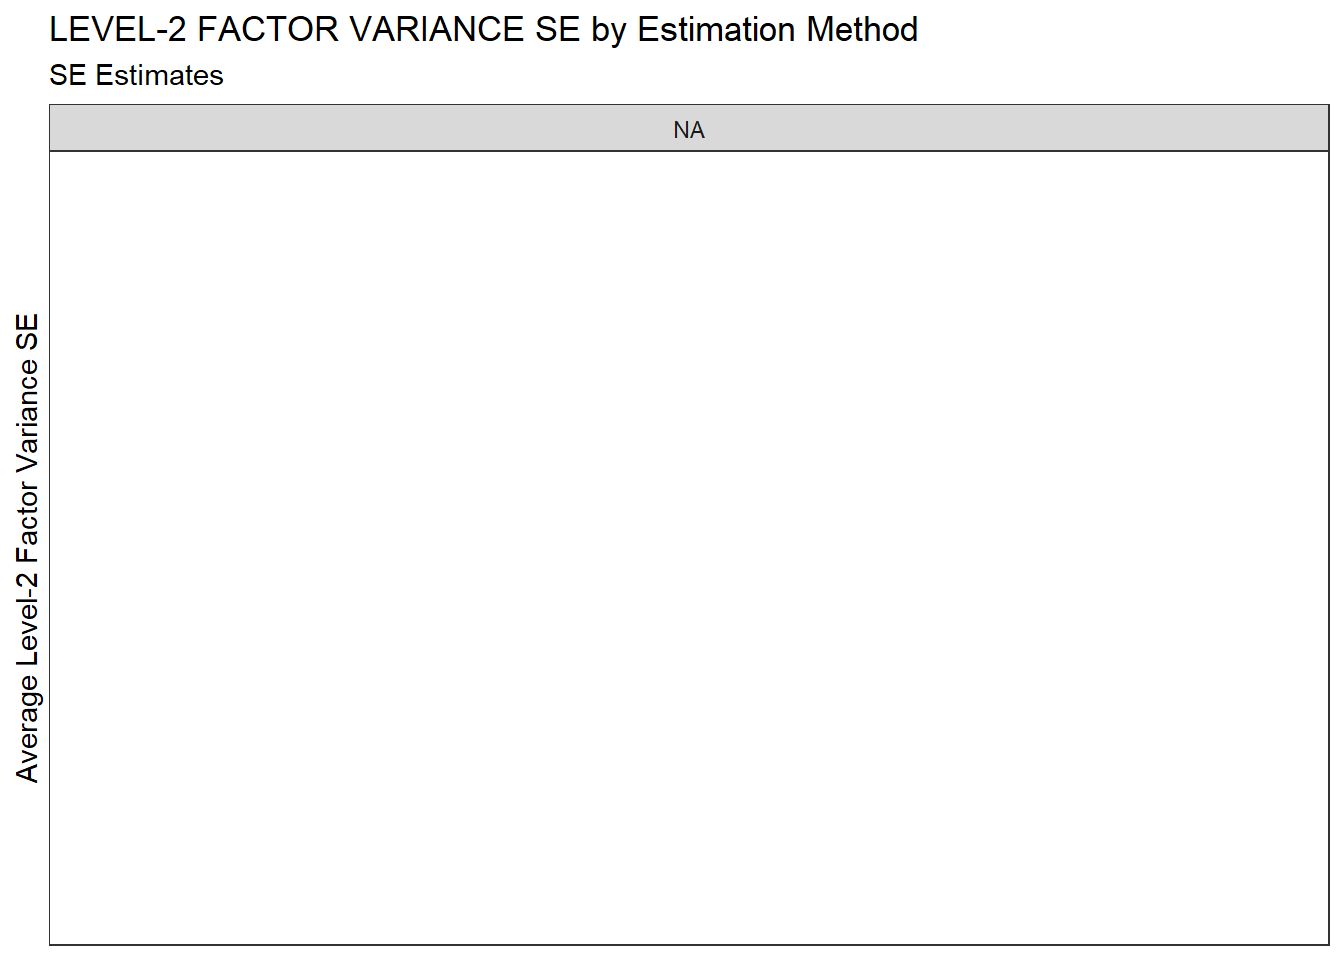 LEVEL-2 FACTOR VARIANCE SE by Estimation Method
SE Estimates
NA
Average Level-2 Factor Variance SE